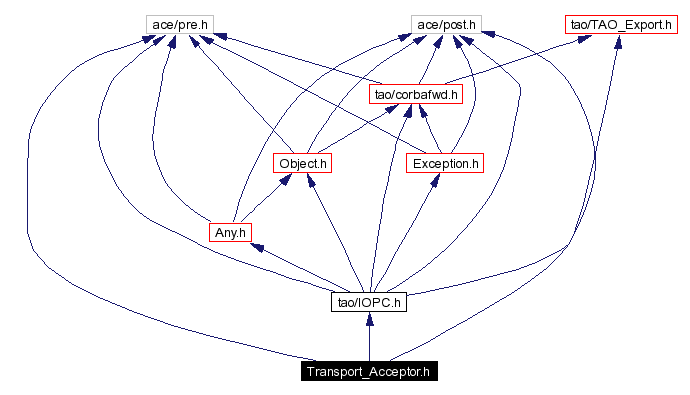 ace/pre.h
ace/post.h
tao/TAO_Export.h
tao/corbafwd.h
Object.h
Exception.h
Any.h
tao/IOPC.h
Transport_Acceptor.h